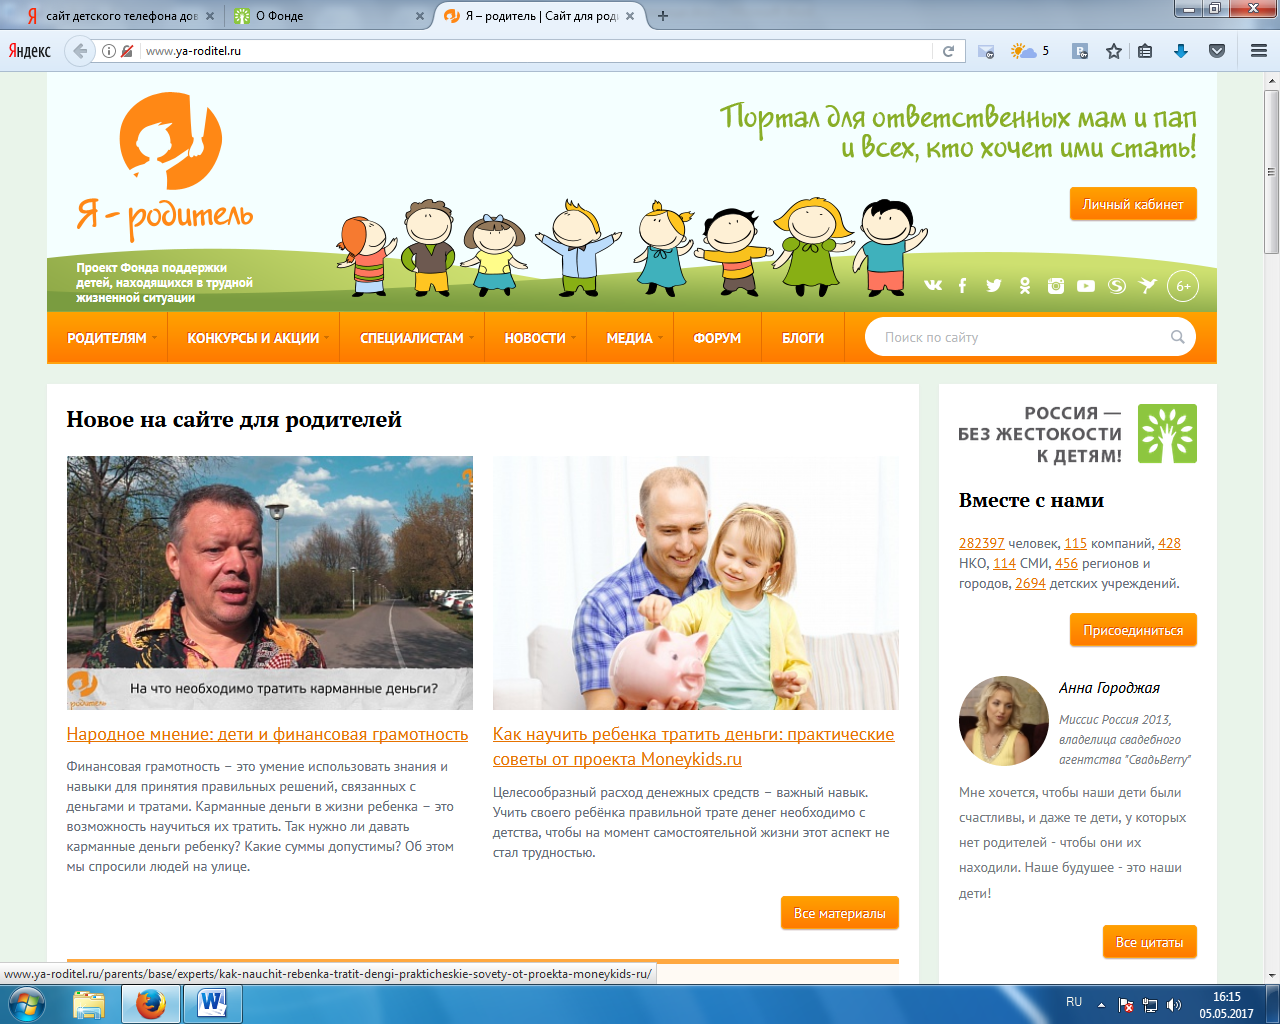 сайт детского телефона дов
О Фонде
Я – родитель | Сайт для роди
Яндекс
www.ya-roditel.ru
5
Портал для ответственных мам и пап
и всех, кто хочет ими стать!
Я - родитель
Личный кабинет
Проект Фонда поддержки
детей, находящихся в трудной
жизненной ситуации
6+
РОДИТЕЛЯМ
КОНКУРСЫ И АКЦИИ
СПЕЦИАЛИСТАМ
НОВОСТИ
МЕДИА
ФОРУМ
БЛОГИ
Поиск по сайту
Новое на сайте для родителей
На что необходимо тратить карманные деньги?
родитель
Народное мнение: дети и финансовая грамотность
Финансовая грамотность – это умение использовать знания и
навыки для принятия правильных решений, связанных с
деньгами и тратами. Карманные деньги в жизни ребенка – это
возможность научиться их тратить. Так нужно ли давать
карманные деньги ребенку? Какие суммы допустимы? Об этом
мы спросили людей на улице.
Как научить ребенка тратить деньги: практические
советы от проекта Moneykids.ru
Целесообразный расход денежных средств – важный навык.
Учить своего ребёнка правильной трате денег необходимо с
детства, чтобы на момент самостоятельной жизни этот аспект не
стал трудностью.
Все материалы
РОССИЯ —
БЕЗ ЖЕСТОКОСТИ
К ДЕТЯМ!
Вместе с нами
282397 человек, 115 компаний, 428
НКО, 114 СМИ, 456 регионов и
городов, 2694 детских учреждений.
Присоединиться
Анна Городжая
Миссис Россия 2013,
владелица свадебного
агентства "СвадьBerry"
Мне хочется, чтобы наши дети были
счастливы, и даже те дети, у которых
нет родителей - чтобы они их
находили. Наше будущее - это наши
дети!
Все цитаты
www.ya-roditel.ru/parents/base/experts/kak-nauchit-rebenka-tratit-dengi-prakticheskie-sovety-ot-proekta-moneykids-ru/
RU
16:15
05.05.2017